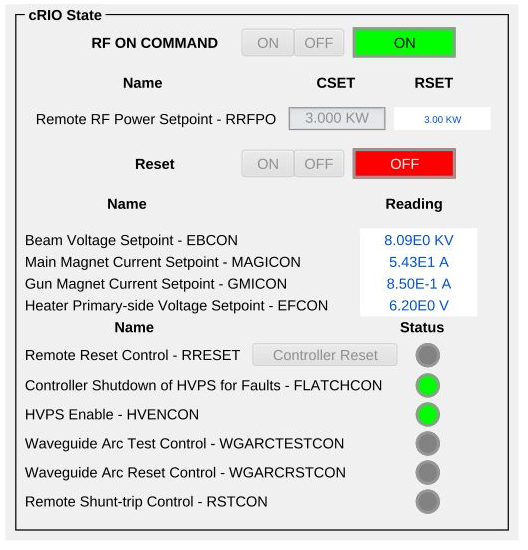 cRIO State
RF ON COMMAND ON OFF ON
Name CSET RSET
Remote RF Power Setpoint - RRFPO 3.000 KW 3.00 KW
Reset ON OFF OFF
Name Reading
Beam Voltage Setpoint - EBCON 8.09E0 KV
Main Magnet Current Setpoint - MAGICON 5.43E1 A
Gun Magnet Current Setpoint - GMICON 8.50E-1 A
Heater Primary-side Voltage Setpoint - EFCON 6.20E0 V
Name Status
Remote Reset Control - RRESET Controller Reset
Controller Shutdown of HVPS for Faults - FLATCHCON
HVPS Enable - HVENCON
Waveguide Arc Test Control - WGARCTESTCON
Waveguide Arc Reset Control - WGARCRSTCON
Remote Shunt-trip Control - RSTCON